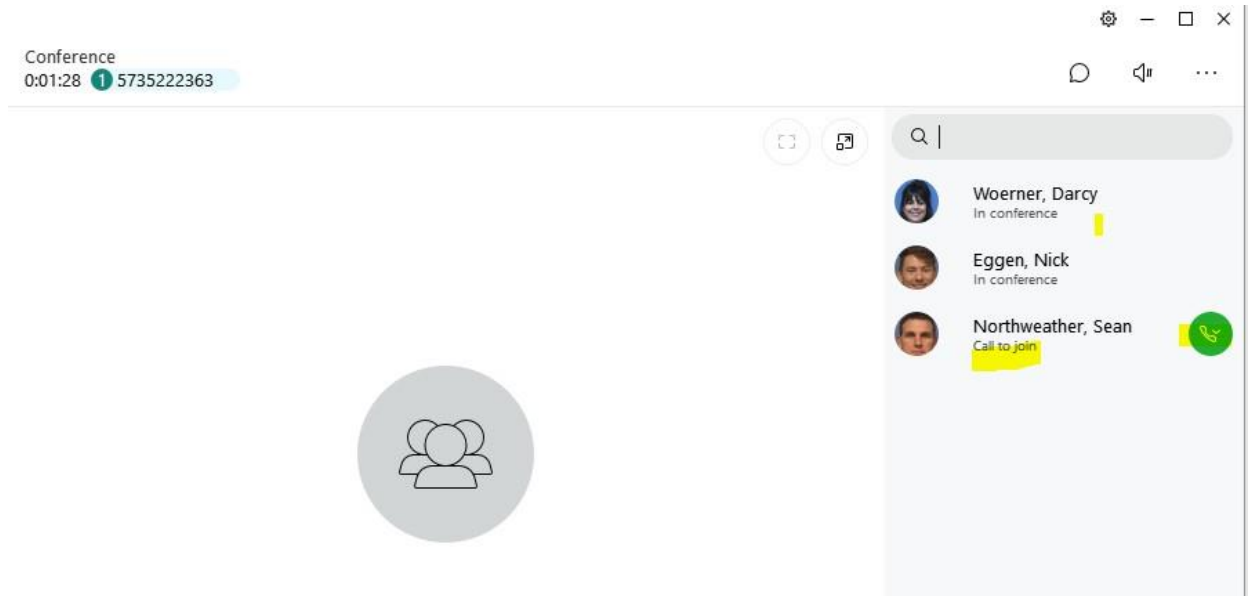 Conference
0:01:28 1 5735222363
Woerner, Darcy
In conference
Eggen, Nick
In conference
Northweather, Sean
Call to join